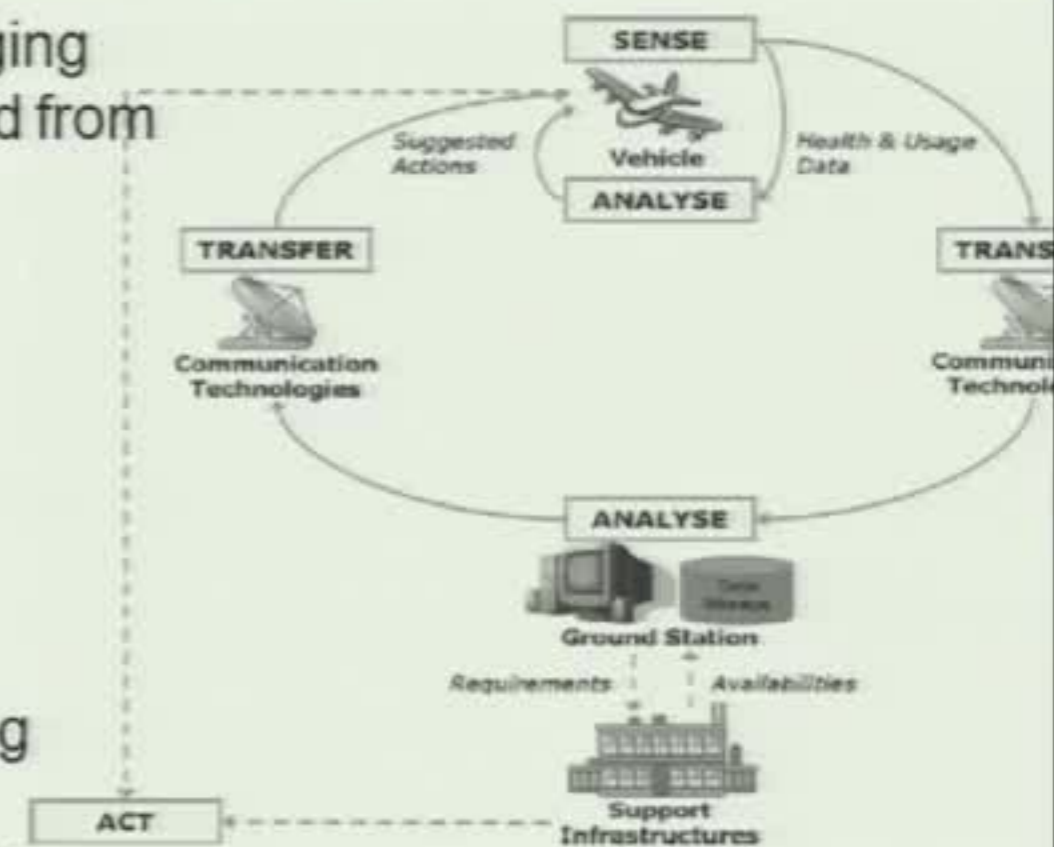 ging
d from
SENSE
Suggested
Actions
Vehicle
Health & Usage
Data
ANALYSE
TRANSFER
TRANS
Communication
Technologies
Communi
Technolo
ANALYSE
Ground Station
Requirements
Availabilities
g
ACT
Support
Infrastructures